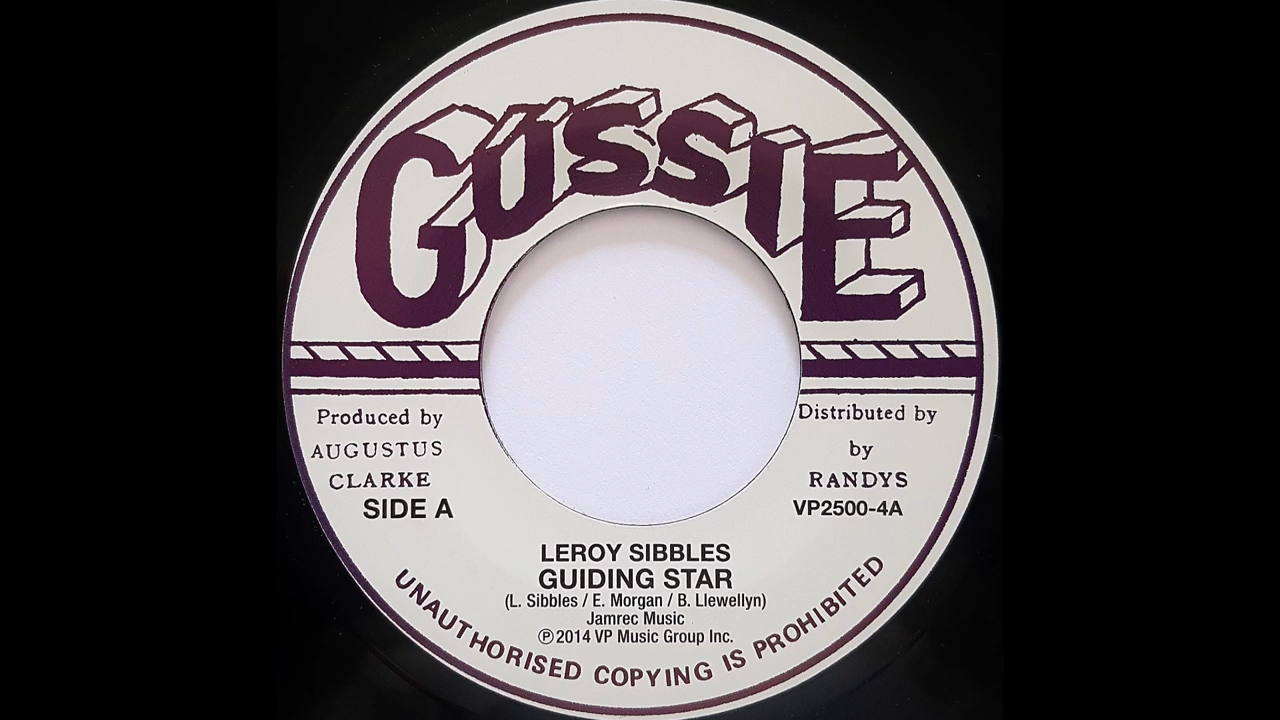 GUSSIE
Produced by
AUGUSTUS
CLARKE
SIDE A
Distributed by
by
RANDYS
VP2500-4A
LEROY SIBBLES
GUIDING STAR
(L. Sibbles / E. Morgan / B. Llewellyn)
Jamrec Music
℗ 2014 VP Music Group Inc.
UNAUTHORISED COPYING IS PROHIBITED